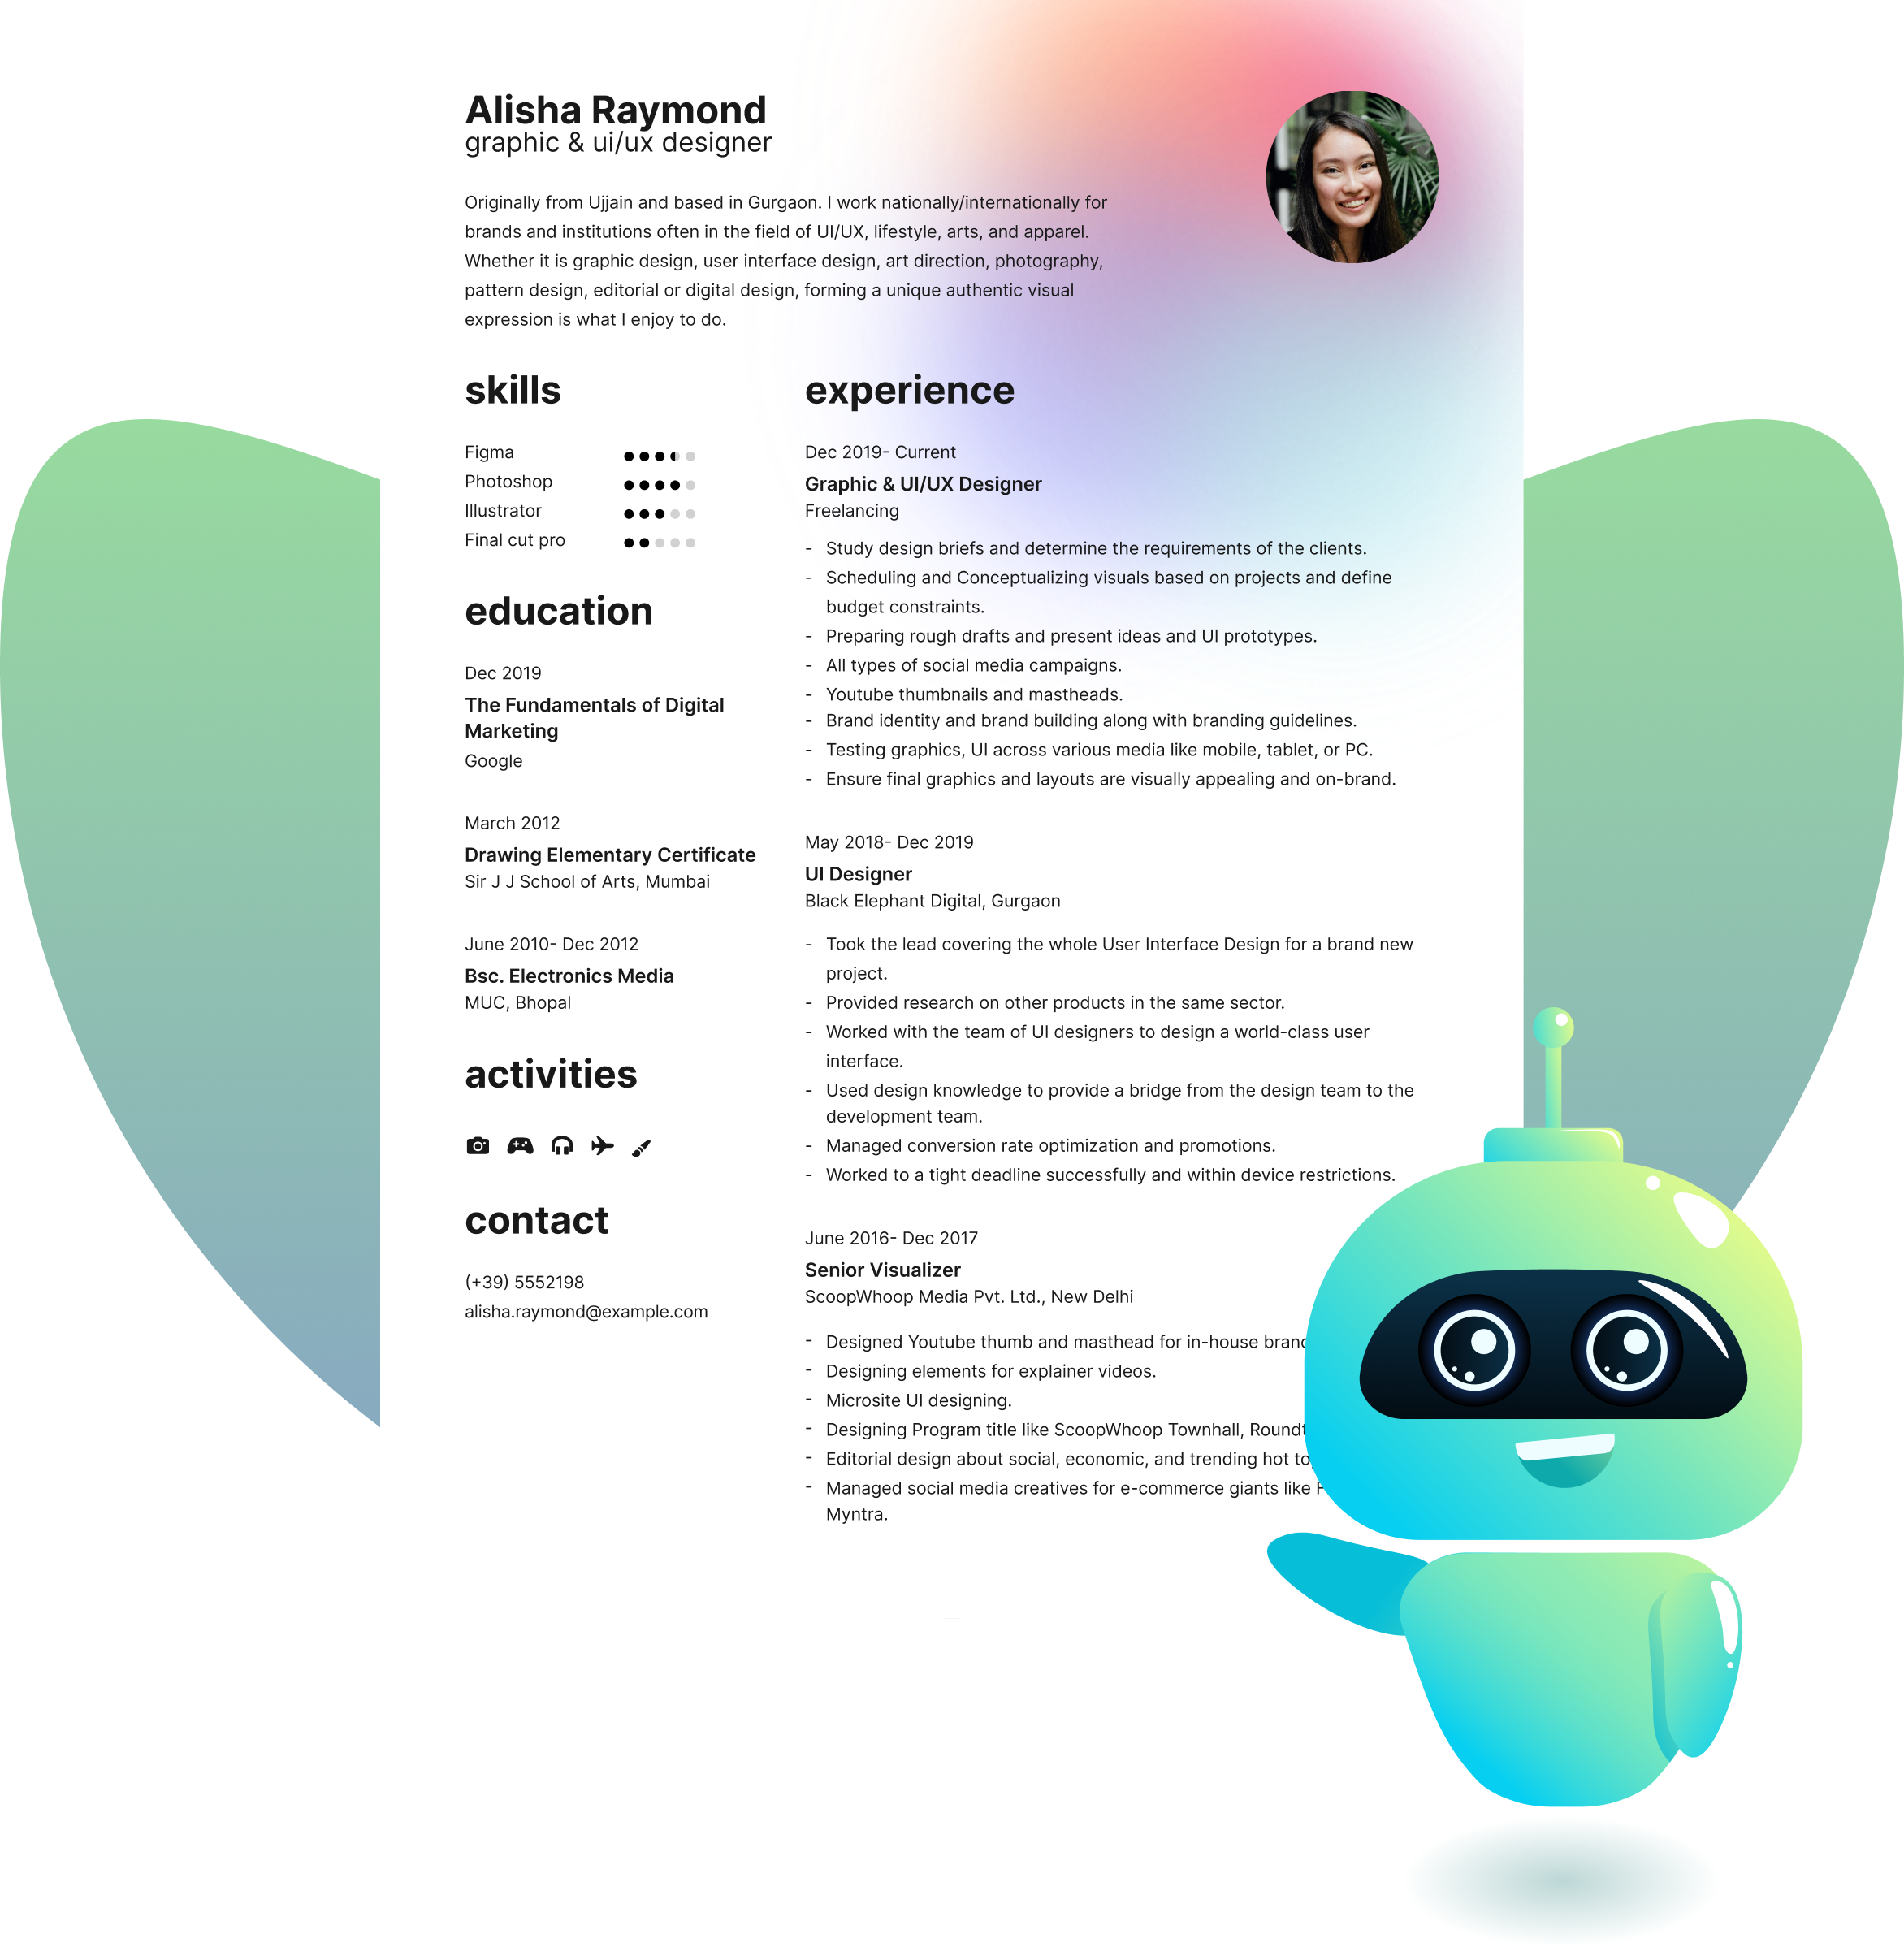 Alisha Raymond
graphic & ui/ux designer
Originally from Ujjain and based in Gurgaon. I work nationally/internationally for
brands and institutions often in the field of UI/UX, lifestyle, arts, and apparel.
Whether it is graphic design, user interface design, art direction, photography,
pattern design, editorial or digital design, forming a unique authentic visual
expression is what I enjoy to do.
skills
Figma
Photoshop
Illustrator
Final cut pro
education
Dec 2019
The Fundamentals of Digital
Marketing
Google
March 2012
Drawing Elementary Certificate
Sir J J School of Arts, Mumbai
June 2010- Dec 2012
Bsc. Electronics Media
MUC, Bhopal
activities
contact
(+39) 5552198
alisha.raymond@example.com
experience
Dec 2019- Current
Graphic & UI/UX Designer
Freelancing
- Study design briefs and determine the requirements of the clients.
- Scheduling and Conceptualizing visuals based on projects and define
budget constraints.
- Preparing rough drafts and present ideas and UI prototypes.
- All types of social media campaigns.
- Youtube thumbnails and mastheads.
- Brand identity and brand building along with branding guidelines.
- Testing graphics, UI across various media like mobile, tablet, or PC.
- Ensure final graphics and layouts are visually appealing and on-brand.
May 2018- Dec 2019
UI Designer
Black Elephant Digital, Gurgaon
- Took the lead covering the whole User Interface Design for a brand new
project.
- Provided research on other products in the same sector.
- Worked with the team of UI designers to design a world-class user
interface.
- Used design knowledge to provide a bridge from the design team to the
development team.
- Managed conversion rate optimization and promotions.
- Worked to a tight deadline successfully and within device restrictions.
June 2016- Dec 2017
Senior Visualizer
ScoopWhoop Media Pvt. Ltd., New Delhi
- Designed Youtube thumb and masthead for in-house
- Designing elements for explainer videos.
- Microsite UI designing.
- Designing Program title like ScoopWhoop Townhall,
- Editorial design about social, economic, and trending hot
- Managed social media creatives for e-commerce giants like
Myntra.